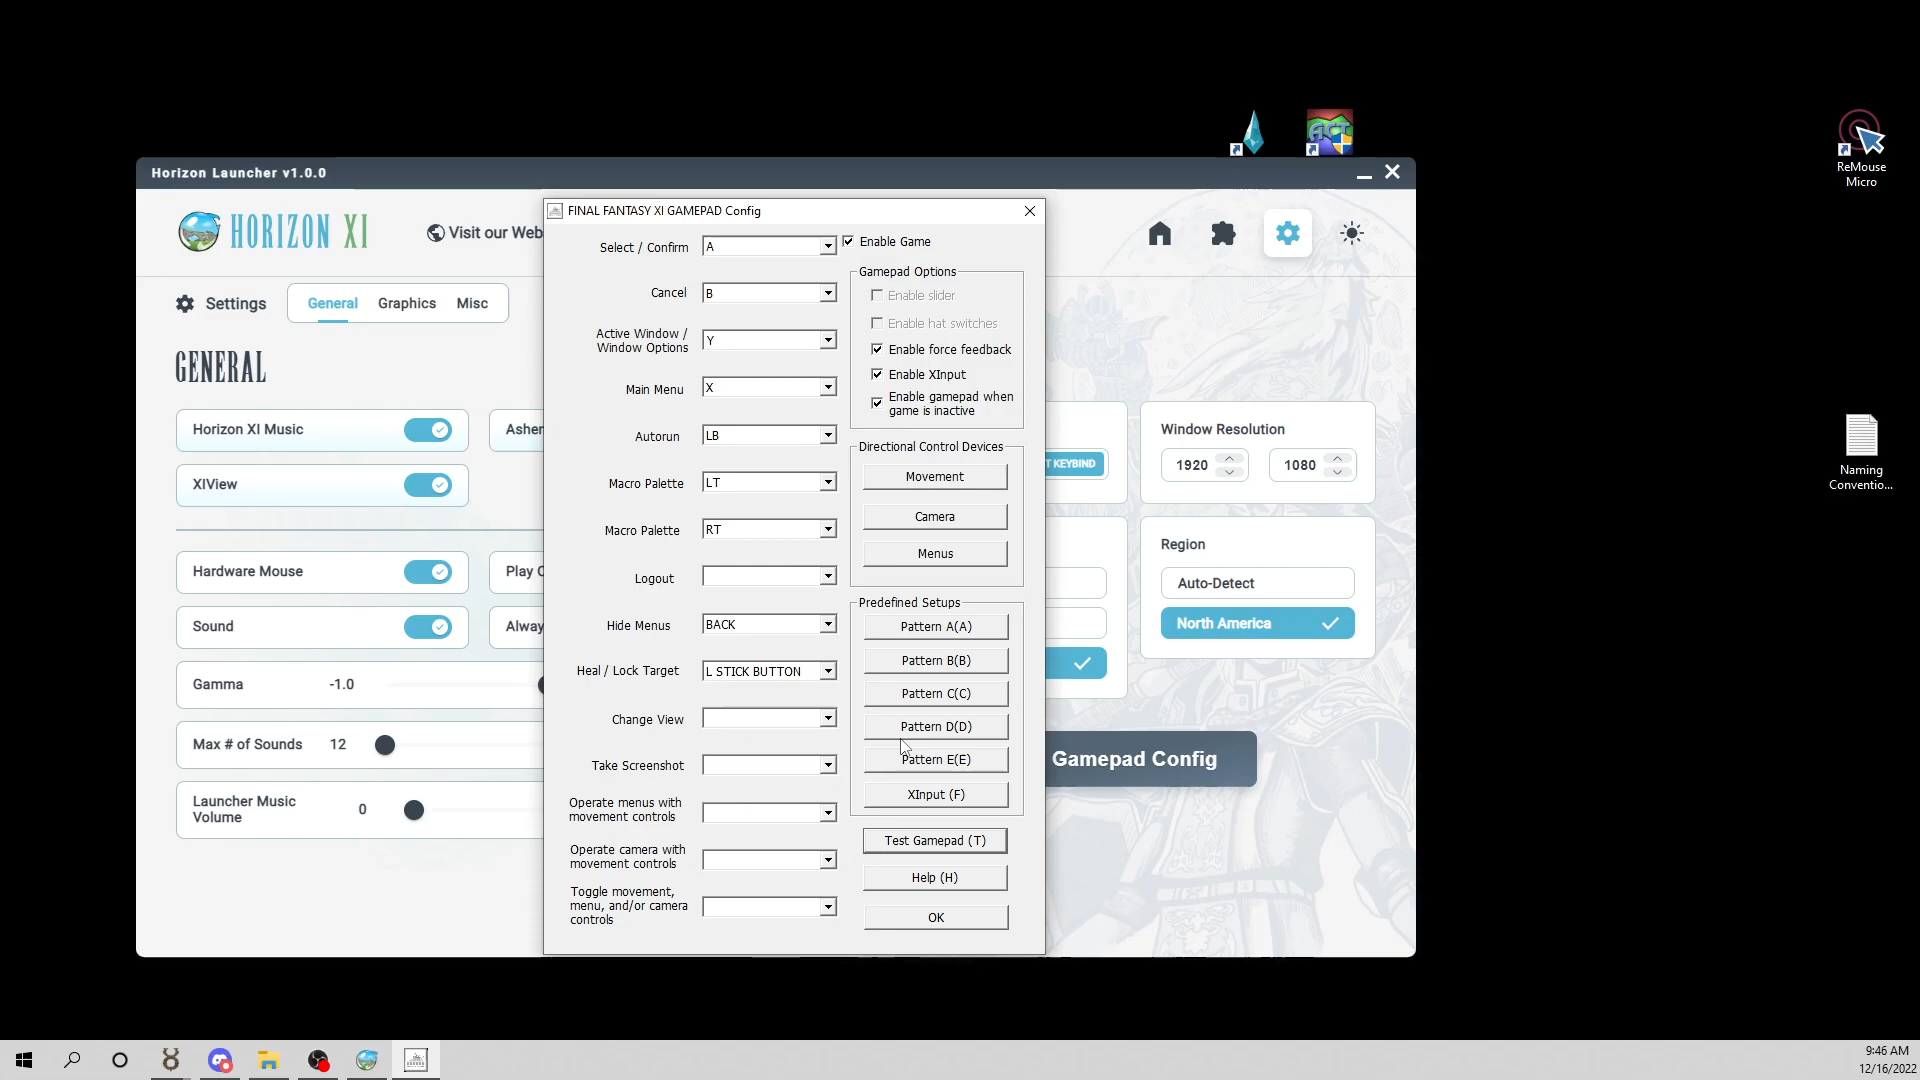 ReMouse
Micro
Naming
Conventio...
Horizon Launcher v1.0.0
HORIZON XI
Visit our Web
Settings
General
Graphics
Misc
GENERAL
Horizon XI Music
Asher
XIView
Hardware Mouse
Play C
Sound
Alway
Gamma
-1.0
Max # of Sounds
12
Launcher Music
Volume
0
T KEYBIND
Window Resolution
1920
1080
Region
Auto-Detect
North America
Gamepad Config
FINAL FANTASY XI GAMEPAD Config
Select / Confirm
A
Cancel
B
Active Window /
Window Options
Y
Main Menu
X
Autorun
LB
Macro Palette
LT
Macro Palette
RT
Logout
Hide Menus
BACK
Heal / Lock Target
L STICK BUTTON
Change View
Take Screenshot
Operate menus with
movement controls
Operate camera with
movement controls
Toggle movement,
menu, and/or camera
controls
Enable Game
Gamepad Options
Enable slider
Enable hat switches
Enable force feedback
Enable XInput
Enable gamepad when
game is inactive
Directional Control Devices
Movement
Camera
Menus
Predefined Setups
Pattern A(A)
Pattern B(B)
Pattern C(C)
Pattern D(D)
Pattern E(E)
XInput (F)
Test Gamepad (T)
Help (H)
OK
ACT
9:46 AM
12/16/2022